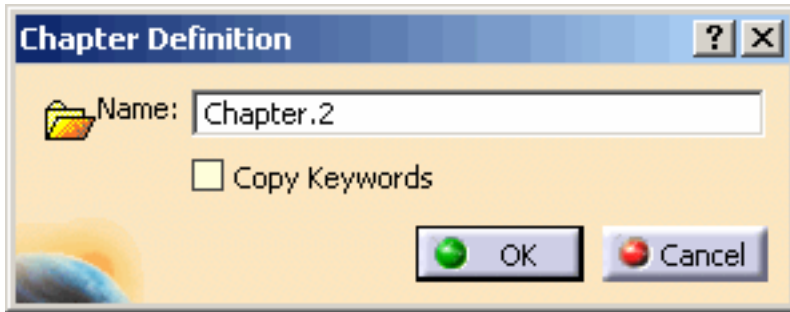 Chapter Definition
Name: Chapter.2
Copy Keywords
OK Cancel